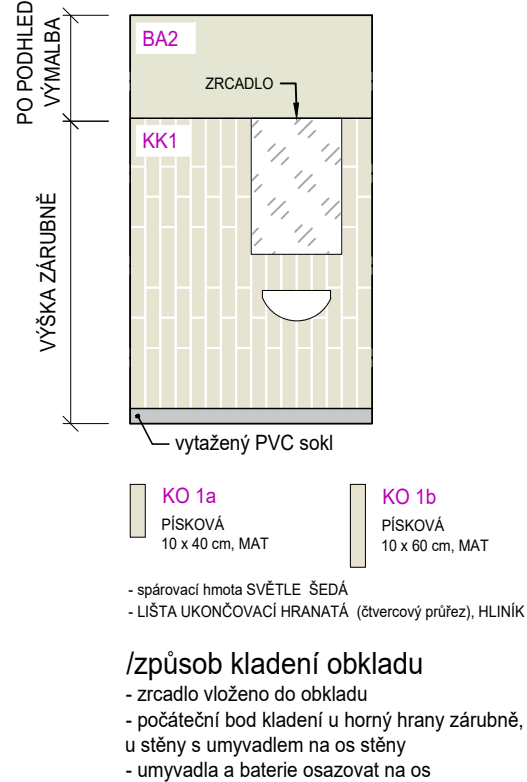 PO PODHLED
VÝMALBA
VÝŠKA ZÁRUBNĚ
BA2
ZRCADLO
KK1
vytažený PVC sokl
KO 1a
PÍSKOVÁ
10 x 40 cm, MAT
KO 1b
PÍSKOVÁ
10 x 60 cm, MAT
- spárovací hmota SVĚTLE ŠEDÁ
- LIŠTA UKONČOVACÍ HRANATÁ (čtvercový průřez), HLINÍK
/způsob kladení obkladu
- zrcadlo vloženo do obkladu
- počáteční bod kladení u horný hrany zárubně,
u stěny s umyvadlem na os stěny
- umyvadla a baterie osazovat na os